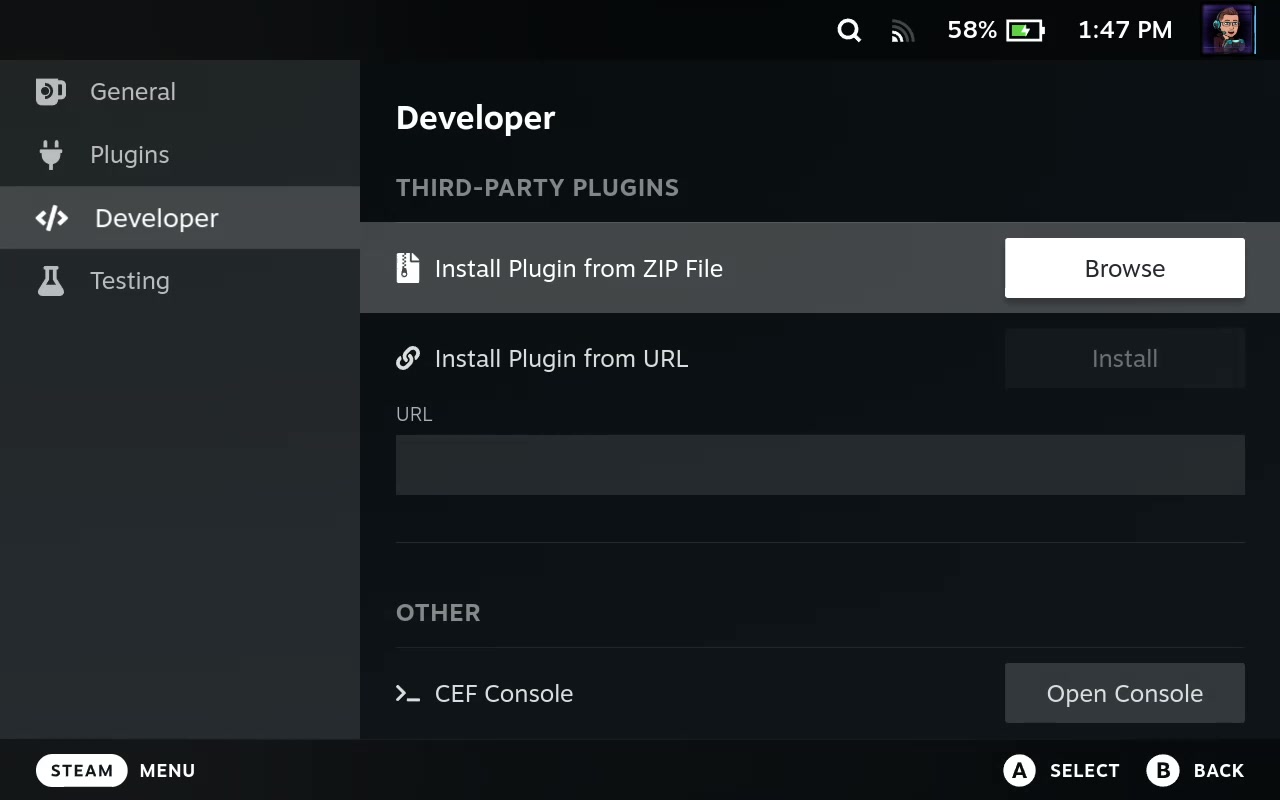 58% 1:47 PM
General
Plugins
Developer
Testing
Developer
THIRD-PARTY PLUGINS
Install Plugin from ZIP File Browse
Install Plugin from URL Install
URL
OTHER
CEF Console Open Console
STEAM MENU A SELECT B BACK